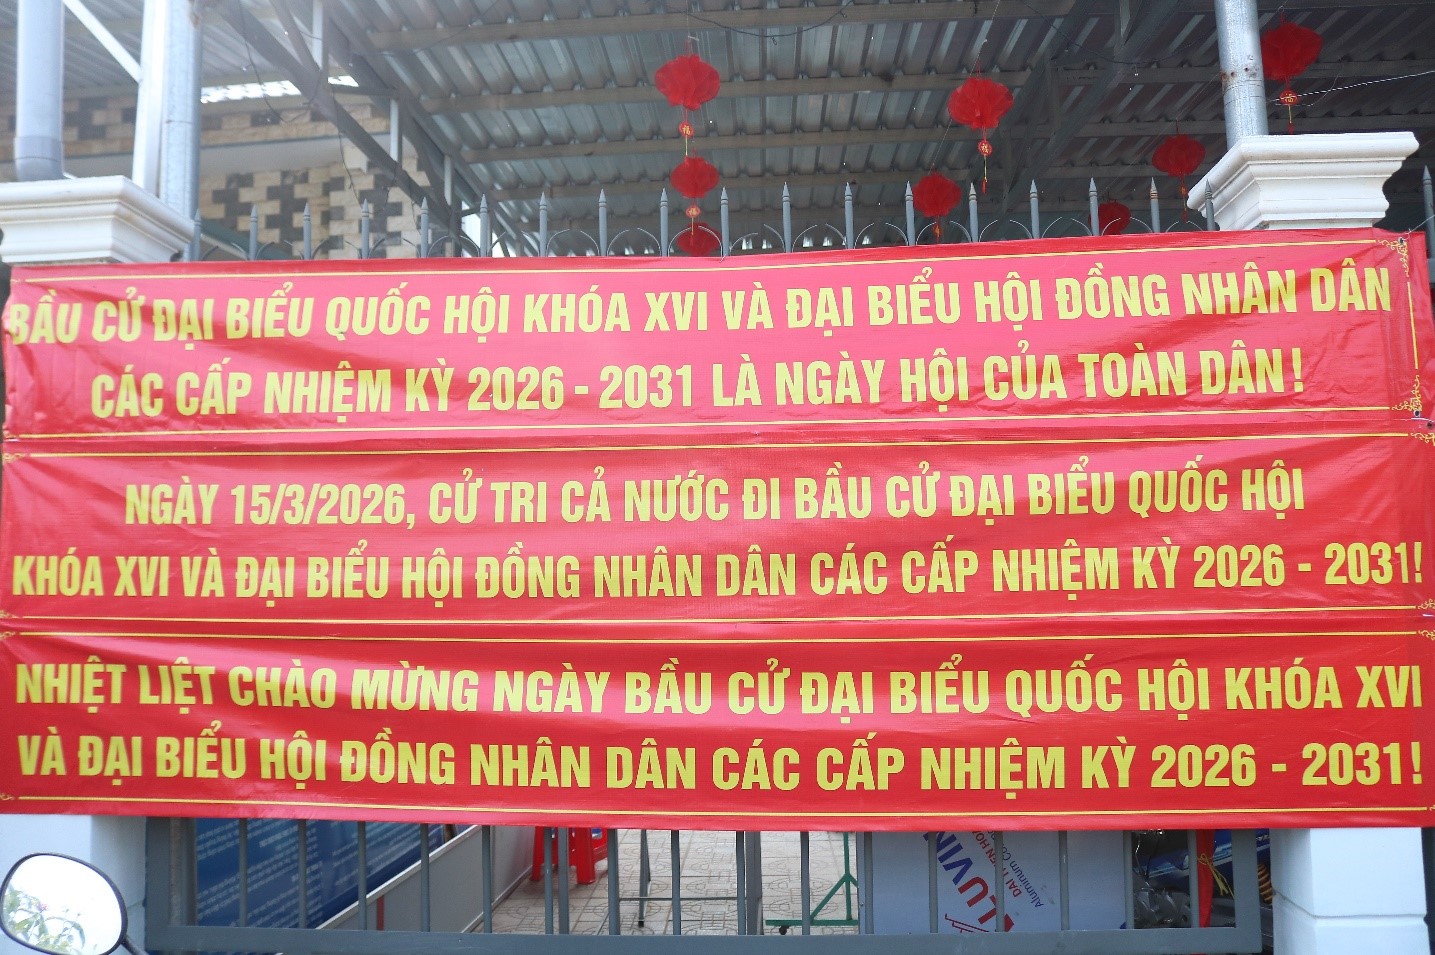 BẦU CỬ ĐẠI BIỂU QUỐC HỘI KHÓA XVI VÀ ĐẠI BIỂU HỘI ĐỒNG NHÂN DÂN
CÁC CẤP NHIỆM KỲ 2026 - 2031 LÀ NGÀY HỘI CỦA TOÀN DÂN!
NGÀY 15/3/2026, CỬ TRI CẢ NƯỚC ĐI BẦU CỬ ĐẠI BIỂU QUỐC HỘI
KHÓA XVI VÀ ĐẠI BIỂU HỘI ĐỒNG NHÂN DÂN CÁC CẤP NHIỆM KỲ 2026 - 2031!
NHIỆT LIỆT CHÀO MỪNG NGÀY BẦU CỬ ĐẠI BIỂU QUỐC HỘI KHÓA XVI
VÀ ĐẠI BIỂU HỘI ĐỒNG NHÂN DÂN CÁC CẤP NHIỆM KỲ 2026 - 2031!
Aluminum